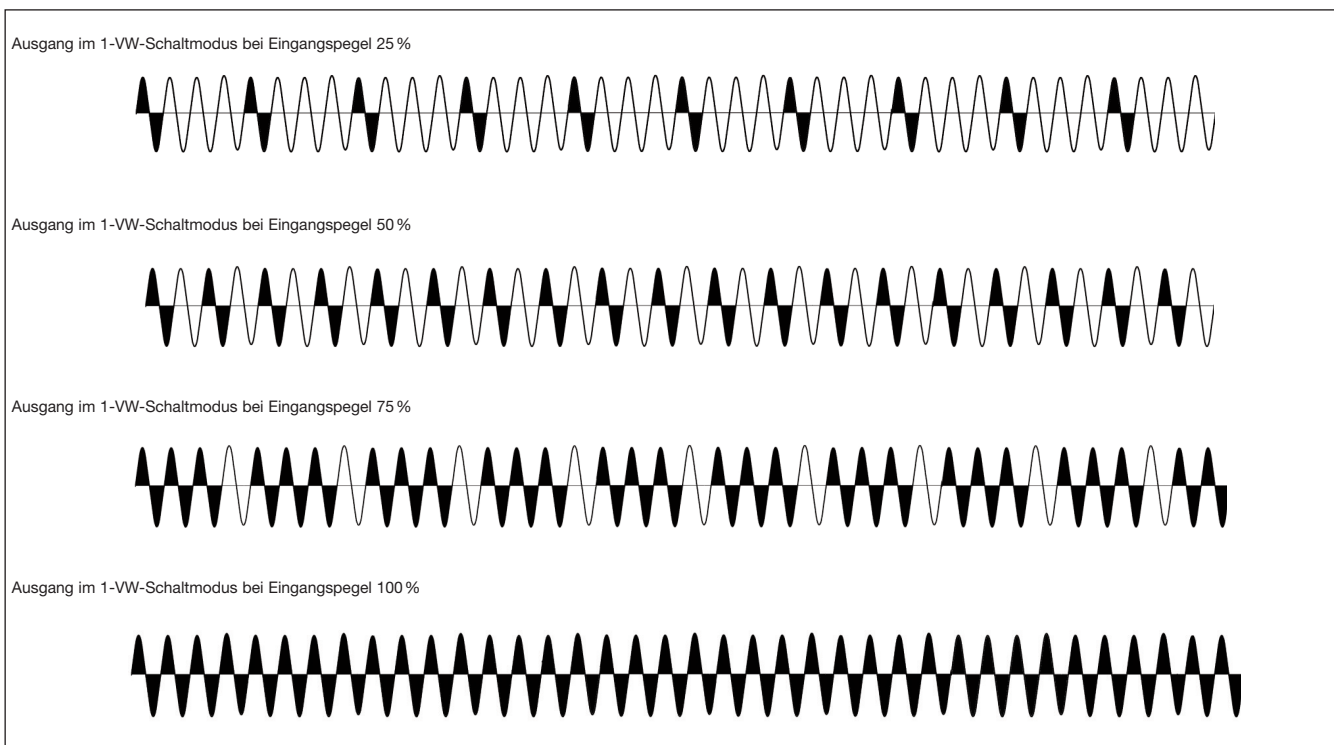 Ausgang im 1-VW-Schaltmodus bei Eingangspegel 25 %
Ausgang im 1-VW-Schaltmodus bei Eingangspegel 50 %
Ausgang im 1-VW-Schaltmodus bei Eingangspegel 75 %
Ausgang im 1-VW-Schaltmodus bei Eingangspegel 100 %